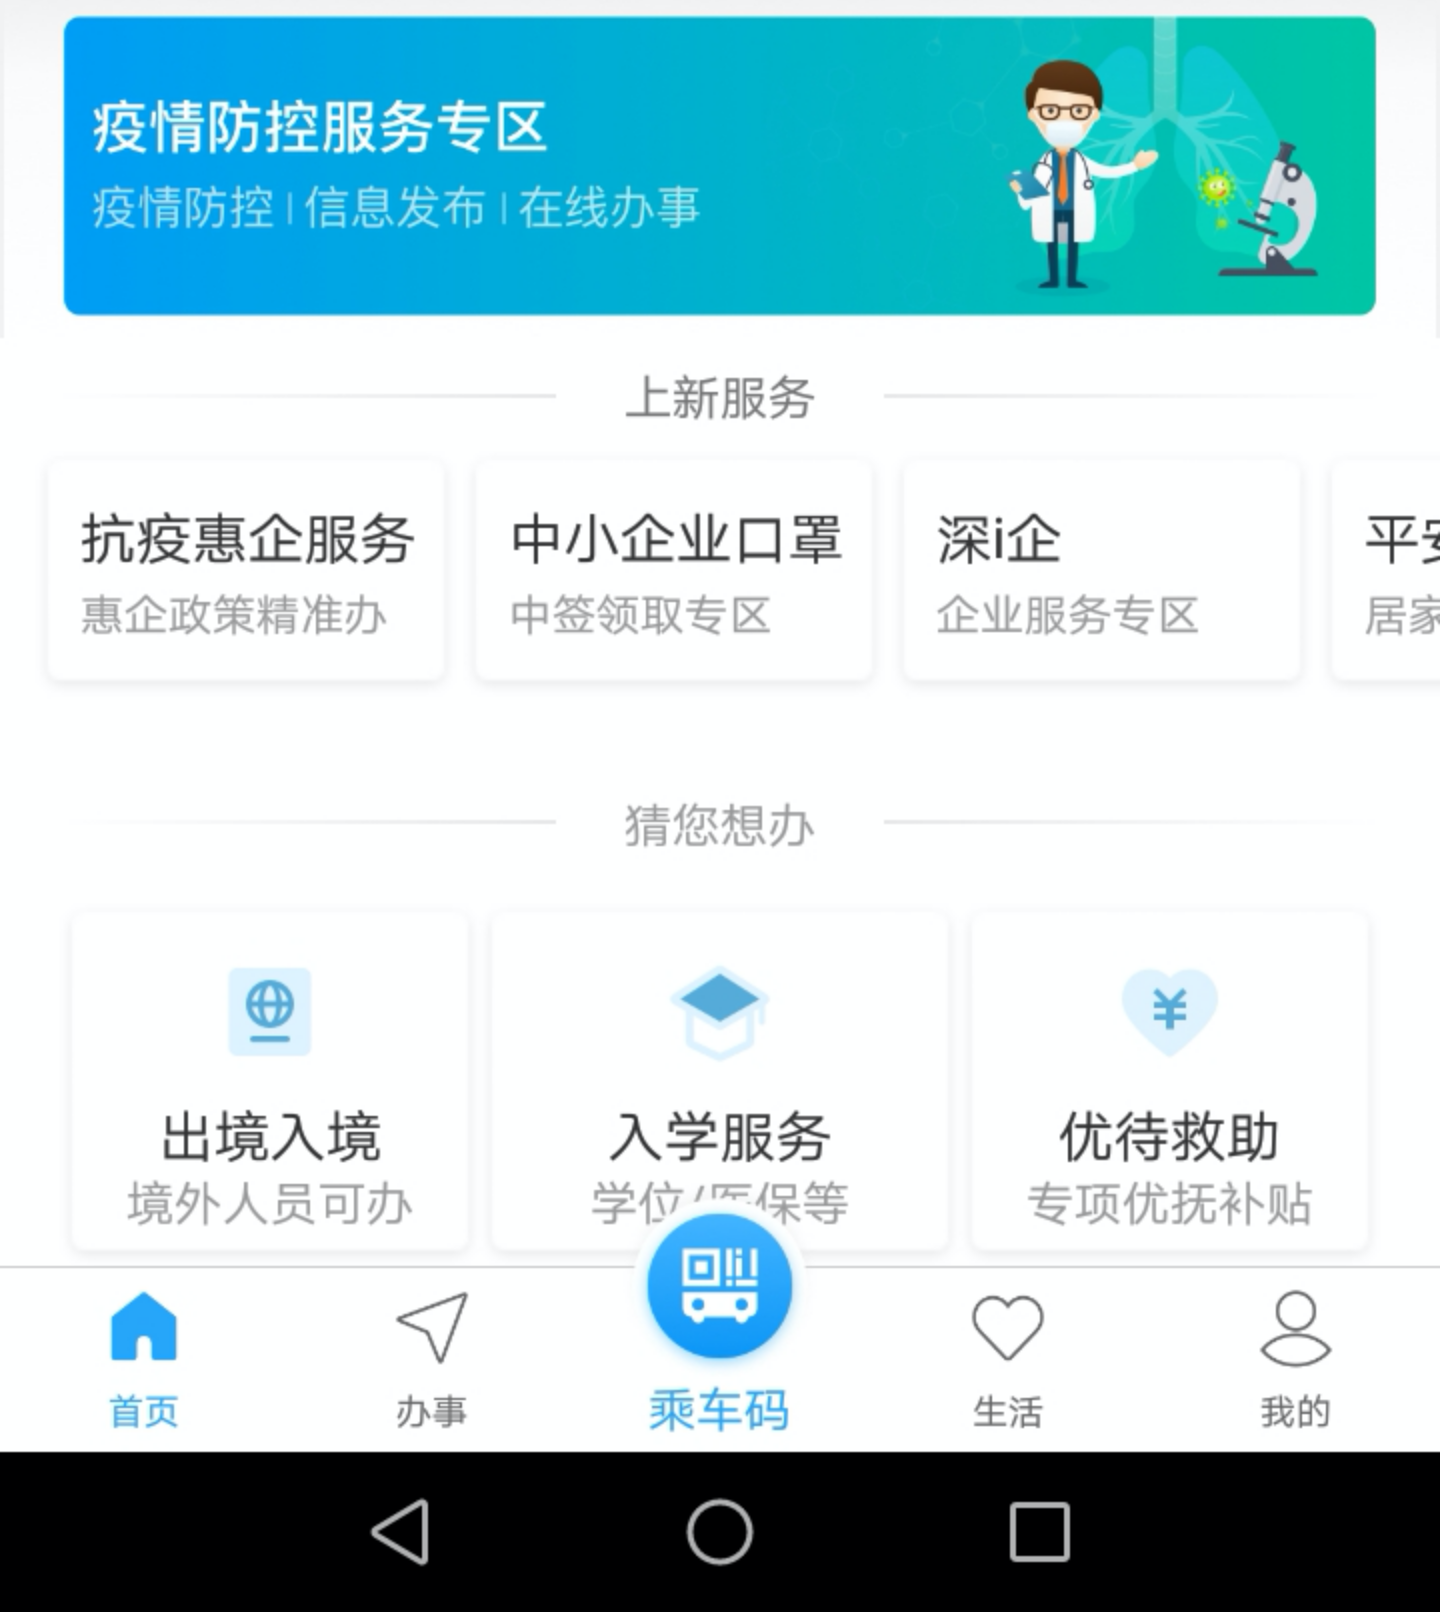 疫情防控服务专区
疫情防控 | 信息发布 | 在线办事
上新服务
抗疫惠企服务 中小企业口罩 深i企 平安
惠企政策精准办 中签领取专区 企业服务专区 居家
猜您想办
出境入境 入学服务 优待救助
境外人员可办 学位/医保等 专项优抚补贴
首页 办事 乘车码 生活 我的